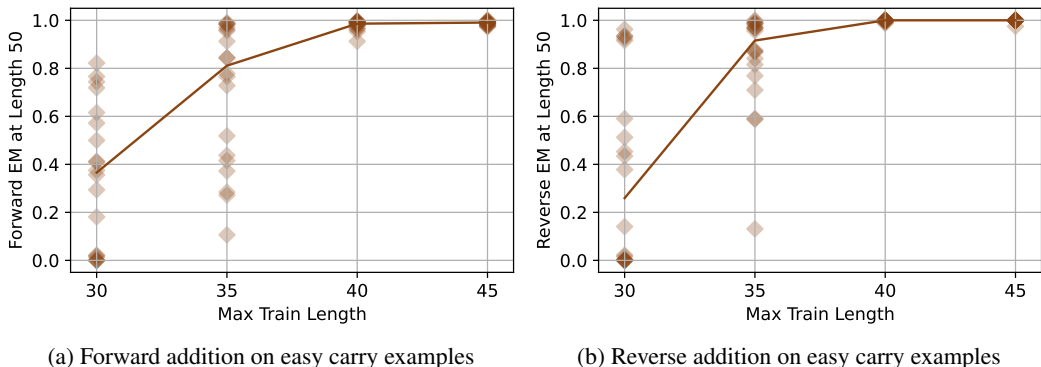 Forward EM at Length 50
1.0
0.8
0.6
0.4
0.2
0.0
30 35 40 45
Max Train Length
(a) Forward addition on easy carry examples
Reverse EM at Length 50
1.0
0.8
0.6
0.4
0.2
0.0
30 35 40 45
Max Train Length
(b) Reverse addition on easy carry examples